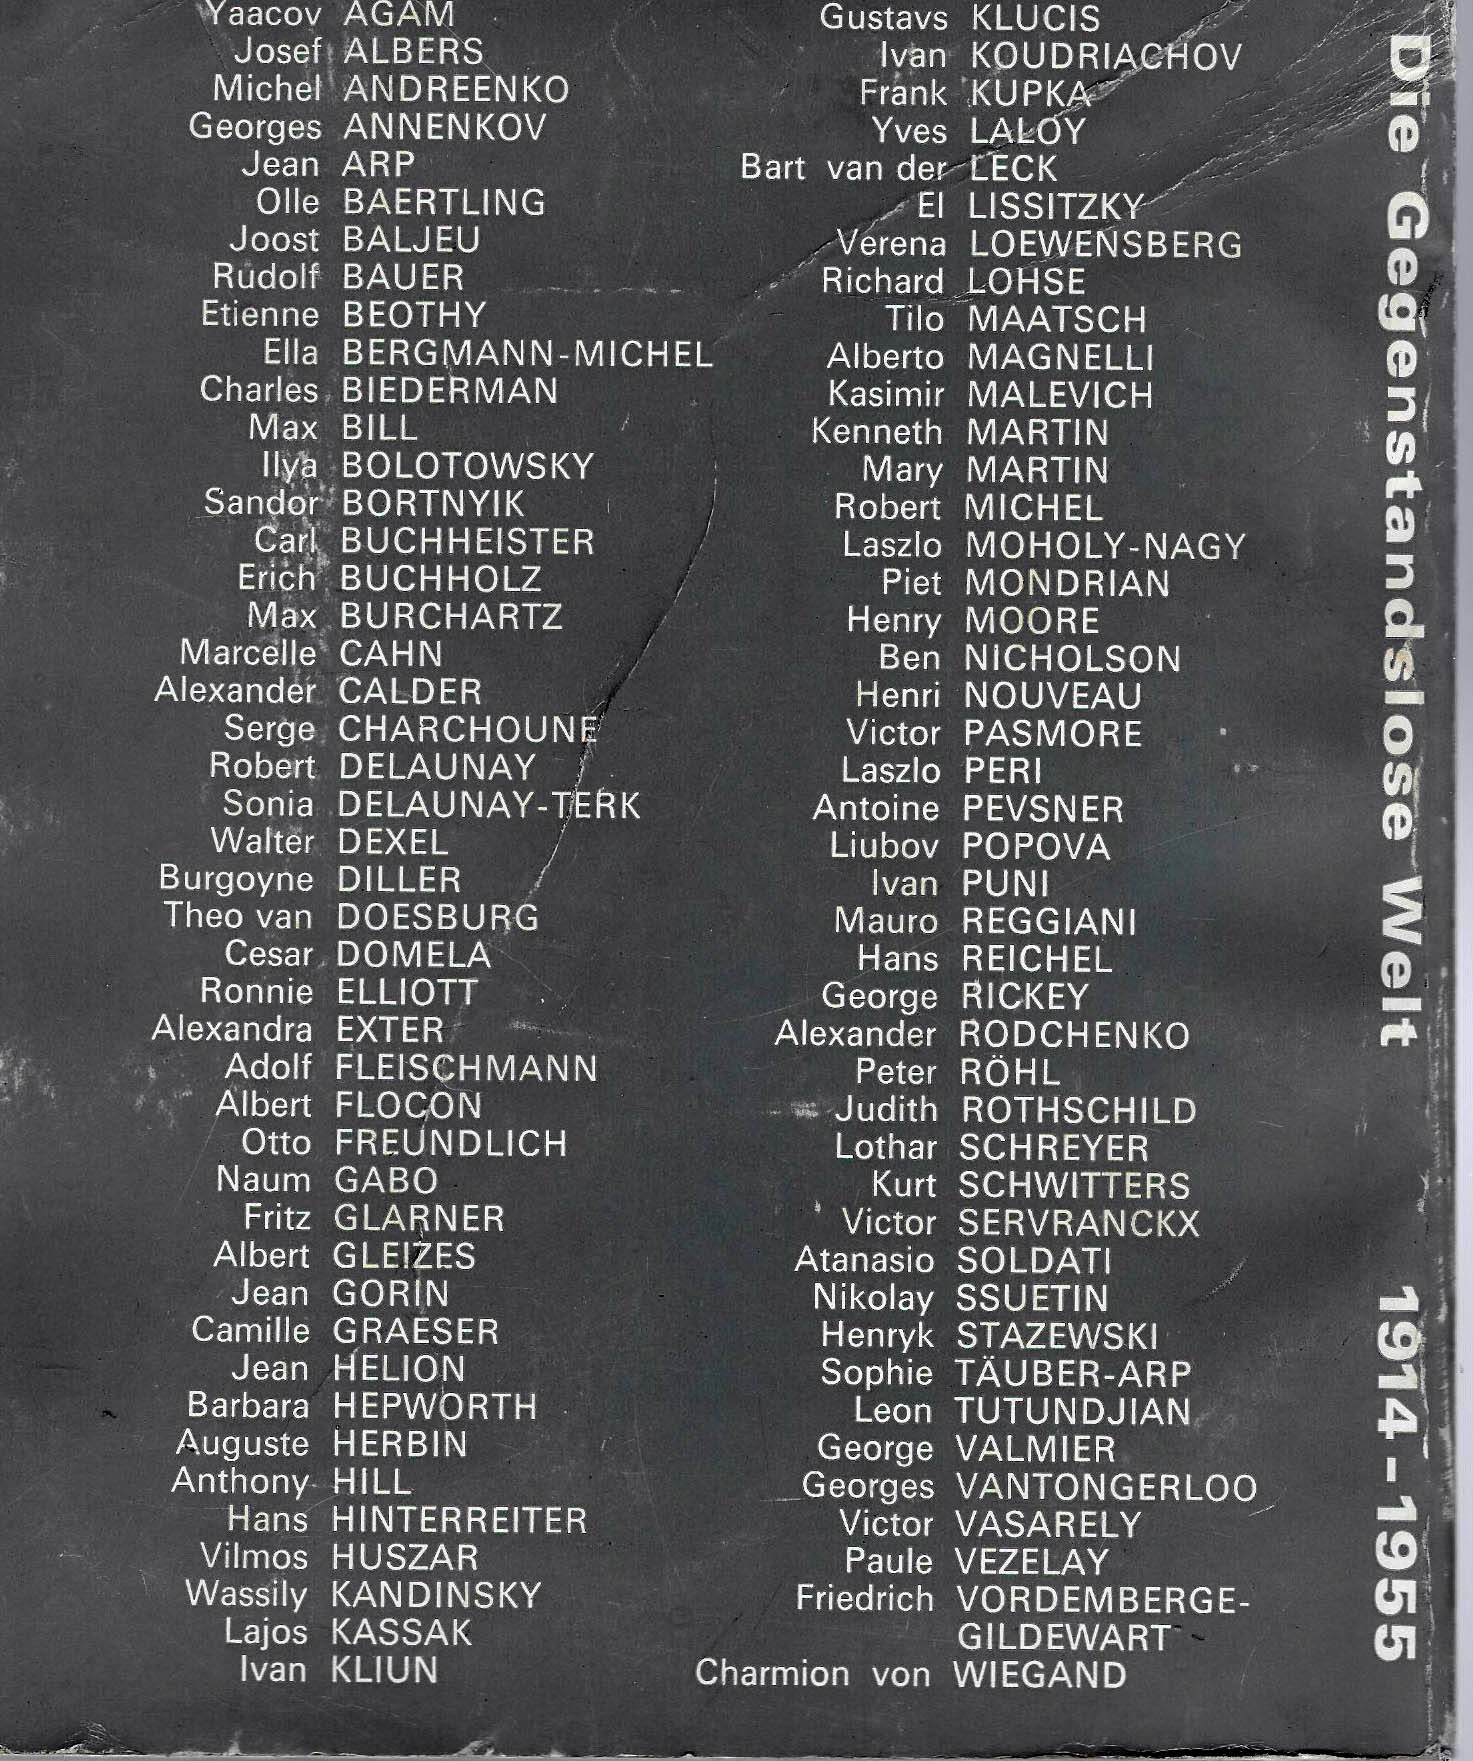 Yaacov AGAM
Josef ALBERS
Michel ANDREENKO
Georges ANNENKOV
Jean ARP
Olle BAERTLING
Joost BALJEU
Rudolf BAUER
Etienne BEOTHY
Ella BERGMANN-MICHEL
Charles BIEDERMAN
Max BILL
Ilya BOLOTOWSKY
Sandor BORTNYIK
Carl BUCHHEISTER
Erich BUCHHOLZ
Max BURCHARTZ
Marcelle CAHN
Alexander CALDER
Serge CHARCHOUNE
Robert DELAUNAY
Sonia DELAUNAY-TERK
Walter DEXEL
Burgoyne DILLER
Theo van DOESBURG
Cesar DOMELA
Ronnie ELLIOTT
Alexandra EXTER
Adolf FLEISCHMANN
Albert FLOCON
Otto FREUNDLICH
Naum GABO
Fritz GLARNER
Albert GLEIZES
Jean GORIN
Camille GRAESER
Jean HELION
Barbara HEPWORTH
Auguste HERBIN
Anthony HILL
Hans HINTERREITER
Vilmos HUSZAR
Wassily KANDINSKY
Lajos KASSAK
Ivan KLIUN
Gustavs KLUCIS
Ivan KOUDRIACHOV
Frank KUPKA
Yves LALOY
Bart van der LECK
El LISSITZKY
Verena LOEWENSBERG
Richard LOHSE
Tilo MAATSCH
Alberto MAGNELLI
Kasimir MALEVICH
Kenneth MARTIN
Mary MARTIN
Robert MICHEL
Laszlo MOHOLY-NAGY
Piet MONDRIAN
Henry MOORE
Ben NICHOLSON
Henri NOUVEAU
Victor PASMORE
Laszlo PERI
Antoine PEVSNER
Liubov POPOVA
Ivan PUNI
Mauro REGGIANI
Hans REICHEL
George RICKEY
Alexander RODCHENKO
Peter RÖHL
Judith ROTHSCHILD
Lothar SCHREYER
Kurt SCHWITTERS
Victor SERVRANCKX
Atanasio SOLDATI
Nikolay SSUETIN
Henryk STAZEWSKI
Sophie TÄUBER-ARP
Leon TUTUNDJIAN
George VALMIER
Georges VANTONGERLOO
Victor VASARELY
Paule VEZELAY
Friedrich VORDEMBERGE-
GILDEWART
Charmion von WIEGAND
Die Gegenstandslose Welt 1914-1955